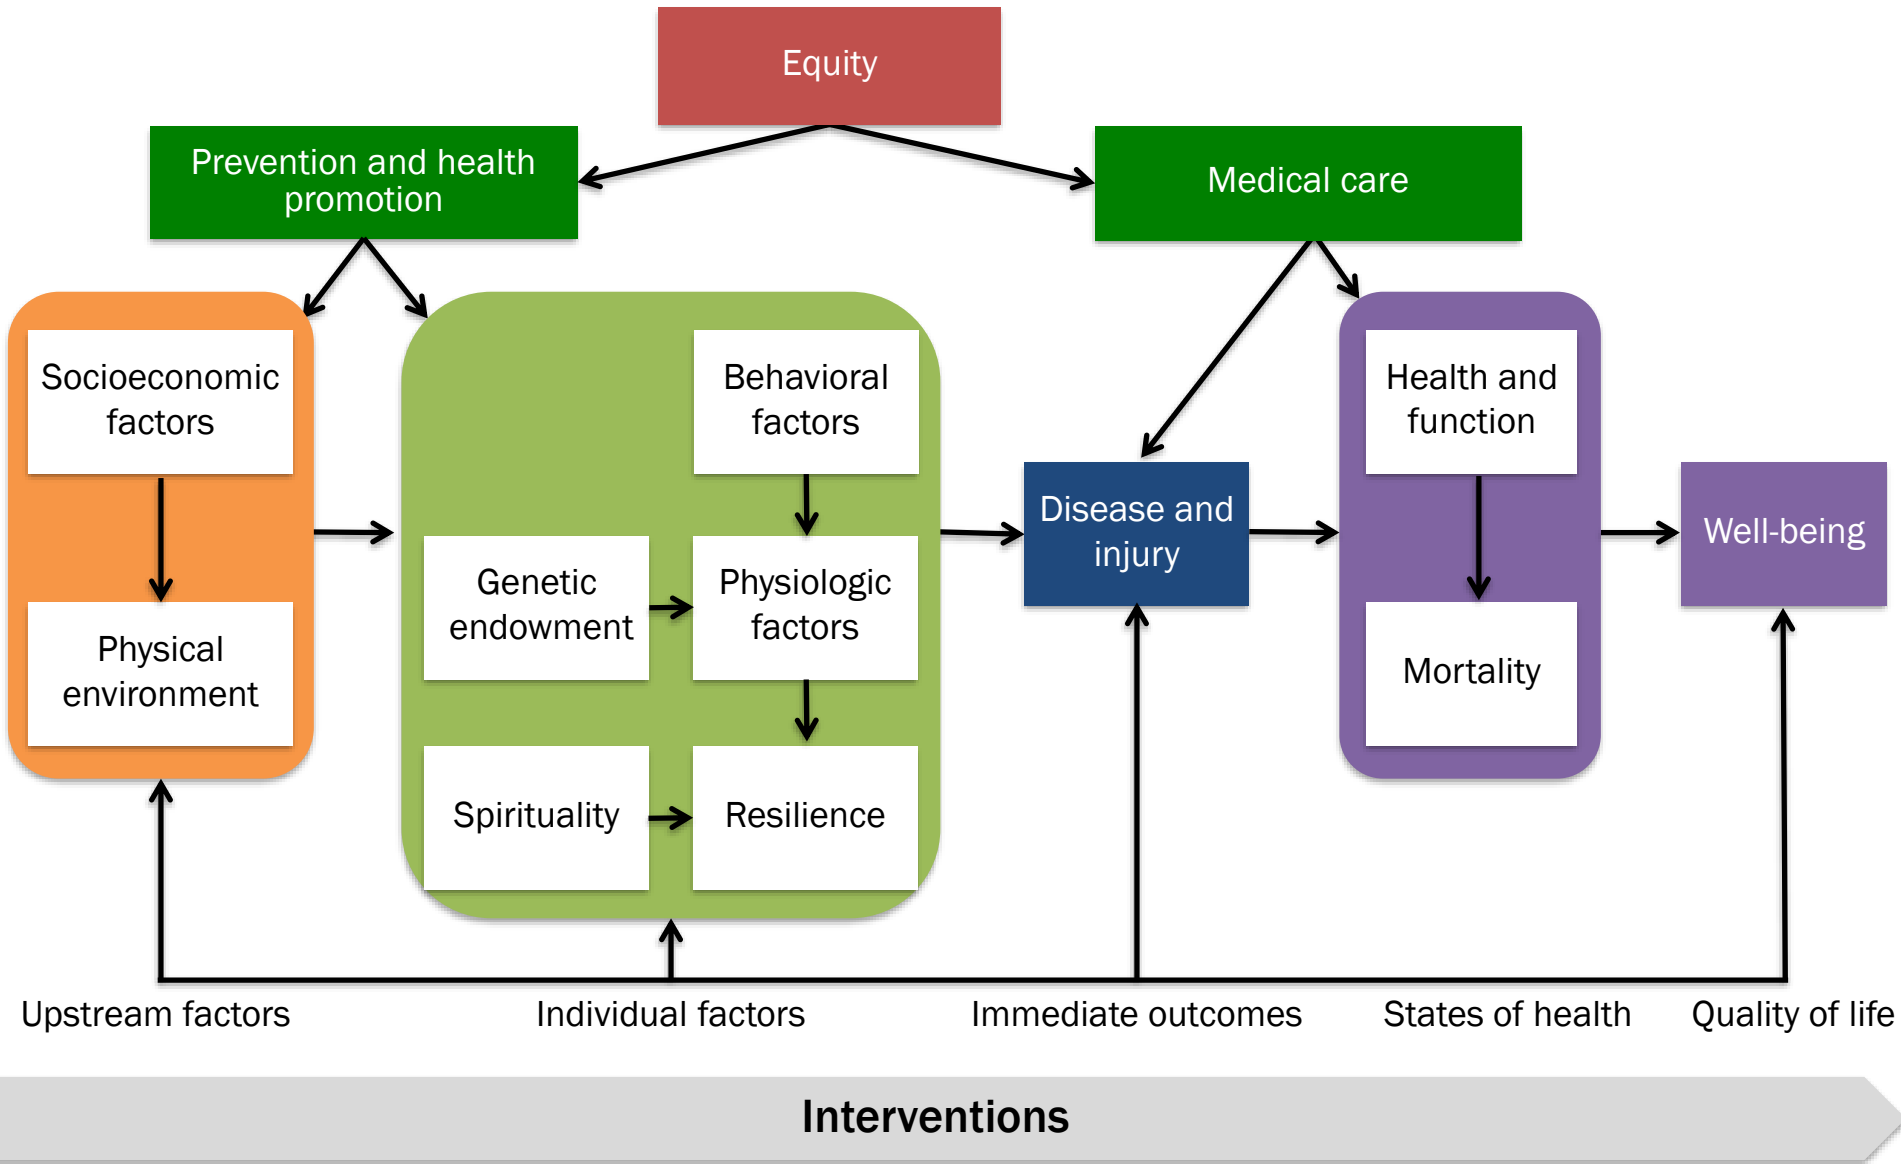 Equity
Prevention and health
promotion
Medical care
Socioeconomic
factors
Physical
environment
Behavioral
factors
Genetic
endowment
Physiologic
factors
Spirituality
Resilience
Disease and
injury
Health and
function
Mortality
Well-being
Upstream factors
Individual factors
Immediate outcomes
States of health
Quality of life
Interventions